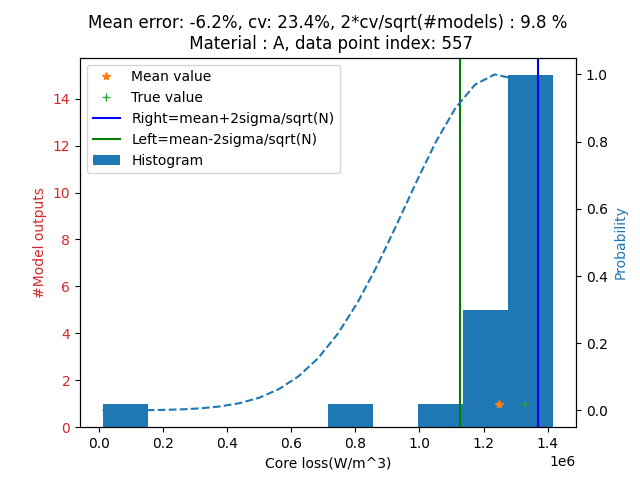 Mean error: -6.2%, cv: 23.4%, 2*cv/sqrt(#models) : 9.8 %
Material : A, data point index: 557
Mean value
True value
Right=mean+2sigma/sqrt(N)
Left=mean-2sigma/sqrt(N)
Histogram
#Model outputs
14
12
10
8
6
4
2
0
1.0
0.8
0.6
0.4
0.2
0.0
Probability
0.0 0.2 0.4 0.6 0.8 1.0 1.2 1.4
1e6
Core loss(W/m^3)